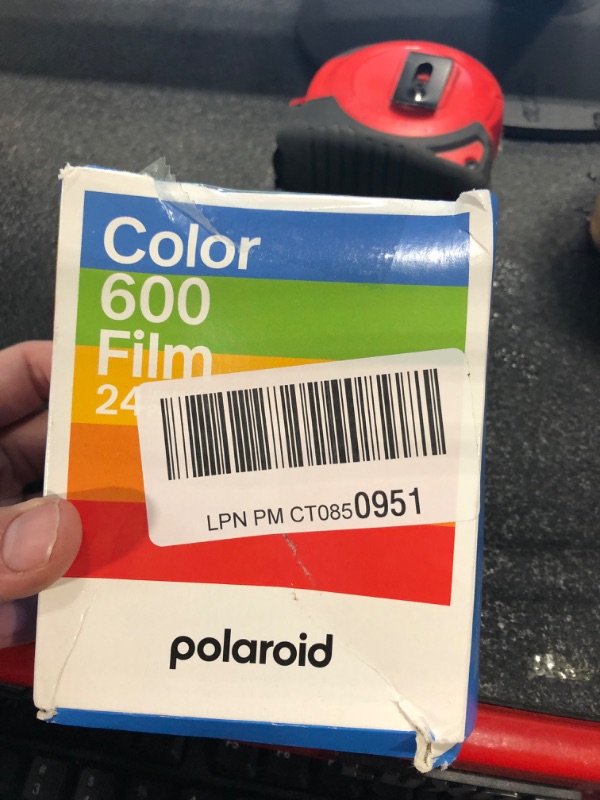 Color
600
Film
24
LPN PM CT0850951
polaroid